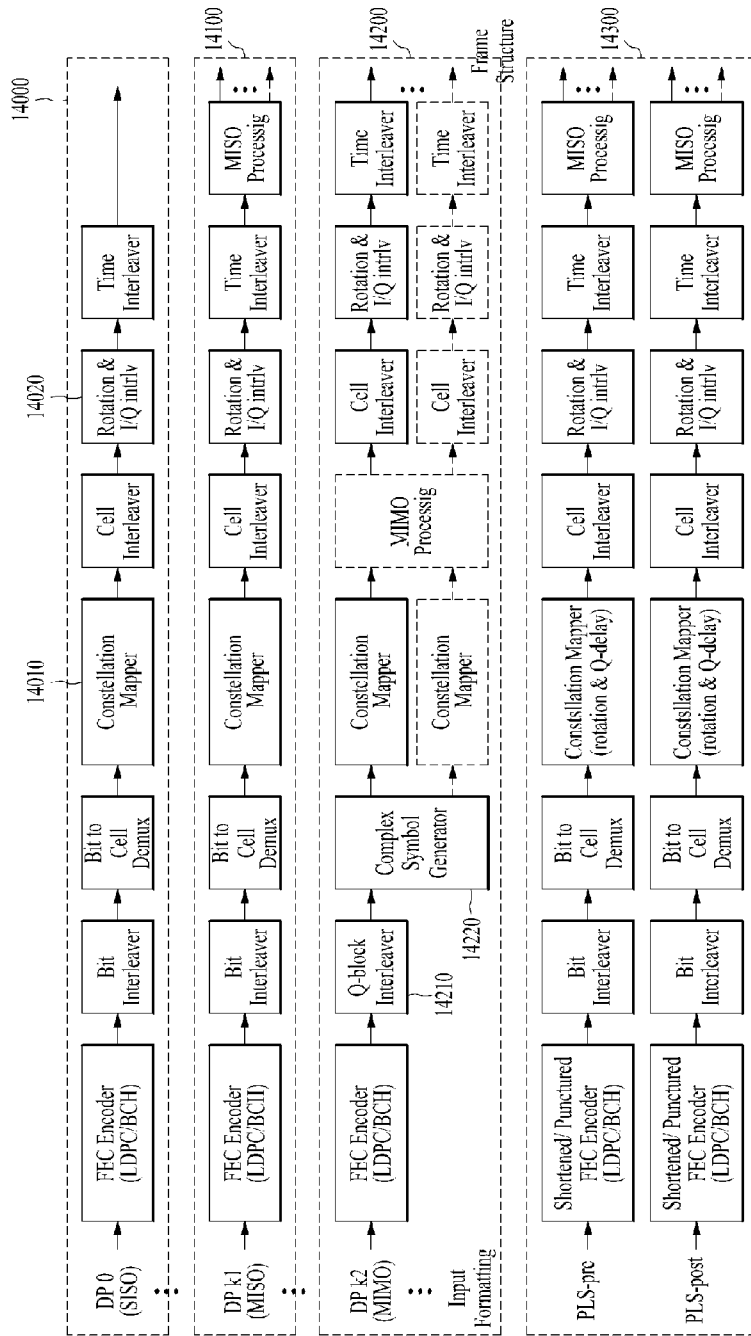 14000
DP 0
(SISO)
FEC Encoder
(LDPC/BCH)
Bit
Interleaver
Bit to
Cell
Demux
14010
Constellation
Mapper
Cell
Interleaver
14020
Rotation &
I/Q intrlv
Time
Interleaver
14100
DP k1
(MISO)
FEC Encoder
(LDPC/BCH)
Bit
Interleaver
Bit to
Cell
Demux
Constellation
Mapper
Cell
Interleaver
Rotation &
I/Q intrlv
Time
Interleaver
MISO
Processig
14200
DP k2
(MIMO)
FEC Encoder
(LDPC/BCH)
Q-block
Interleaver
14210
Complex
Symbol
Generator
14220
Constellation
Mapper
Constellation
Mapper
MIMO
Processig
Cell
Interleaver
Cell
Interleaver
Rotation &
I/Q intrlv
Rotation &
I/Q intrlv
Time
Interleaver
Time
Interleaver
Input
Formatting
Frame
Structure
14300
PLS-pre
Shortened/ Punctured
FEC Encoder
(LDPC/BCH)
Bit
Interleaver
Bit to
Cell
Demux
Constsllation Mapper
(rotation & Q-delay)
Cell
Interleaver
Rotation &
I/Q intrlv
Time
Interleaver
MISO
Processig
PLS-post
Shortened/ Punctured
FEC Encoder
(LDPC/BCH)
Bit
Interleaver
Bit to
Cell
Demux
Constsllation Mapper
(rotation & Q-delay)
Cell
Interleaver
Rotation &
I/Q intrlv
Time
Interleaver
MISO
Processig